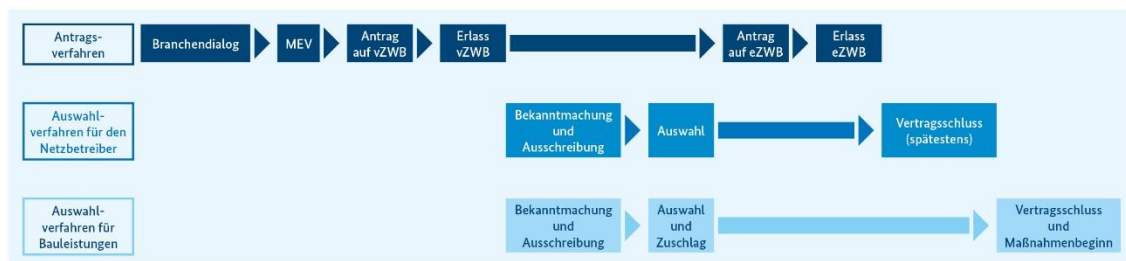 Antrags-
verfahren
Branchendialog
MEV
Antrag
auf vZWB
Erlass
vZWB
Antrag
auf eZWB
Erlass
eZWB
Auswahl-
verfahren für den
Netzbetreiber
Bekanntmachung
und
Ausschreibung
Auswahl
Vertragsschluss
(spätestens)
Auswahl-
verfahren für
Bauleistungen
Bekanntmachung
und
Ausschreibung
Auswahl
und
Zuschlag
Vertragsschluss
und
Maßnahmenbeginn